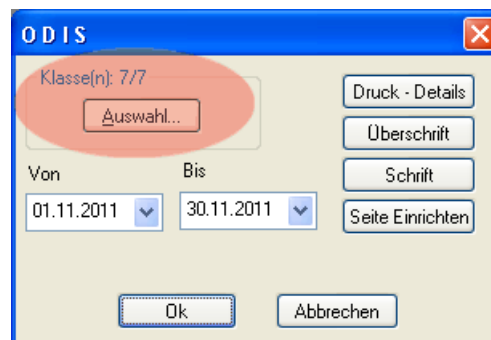 ODIS
Klasse(n): 7/7
Auswahl...
Druck - Details
Überschrift
Schrift
Seite Einrichten
Von
Bis
01.11.2011
30.11.2011
Ok
Abbrechen